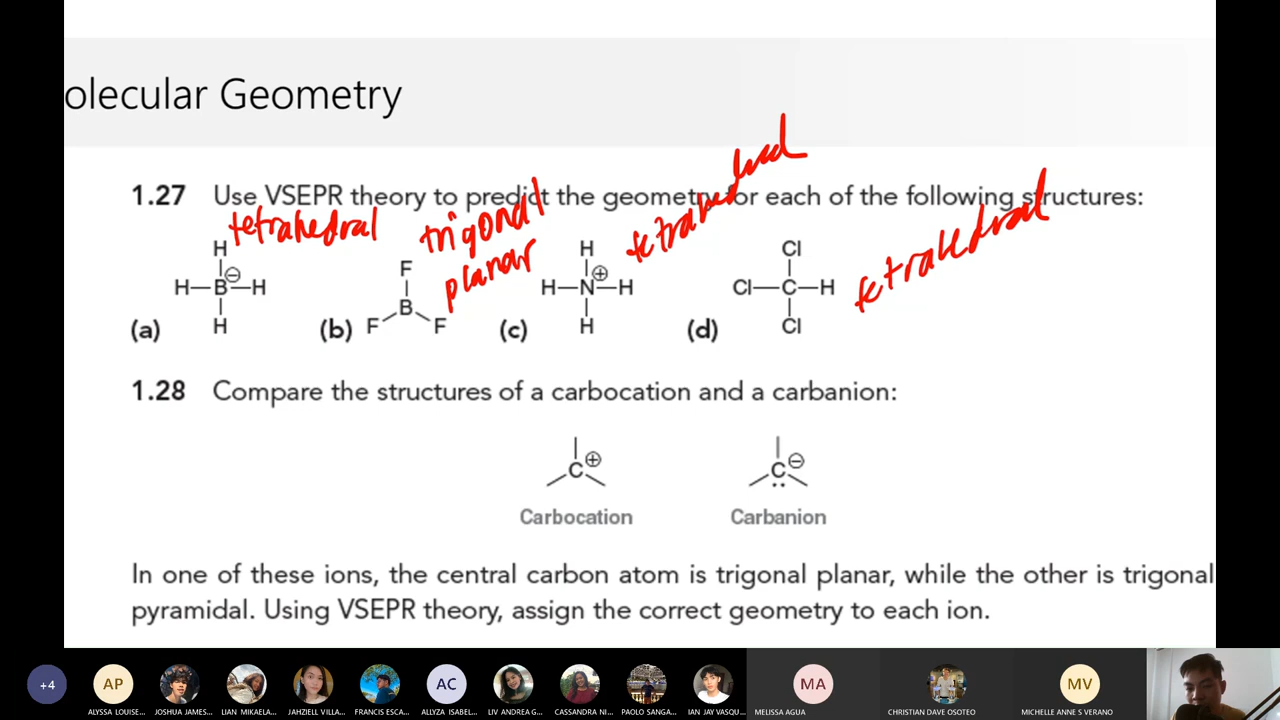 olecular Geometry
1.27 Use VSEPR theory to predict the geometry for each of the following structures:
tetrahedral
trigonal
planar
tetrahedral
tetrahedral
H
H—B⊖—H
H
(a)
F
B
F F
(b)
H
H—N⊕—H
H
(c)
Cl
Cl—C—H
Cl
(d)
1.28 Compare the structures of a carbocation and a carbanion:
C⊕
C⊖
Carbocation Carbanion
In one of these ions, the central carbon atom is trigonal planar, while the other is trigonal
pyramidal. Using VSEPR theory, assign the correct geometry to each ion.
+4 AP AC MA MV
ALYSSA LOUISE... JOSHUA JAMES... LIAN MIKAELA... JAHZIELL VILLA... FRANCIS ESCA... ALLYZA ISABEL... LIV ANDREA G... CASSANDRA NI... PAOLO SANGA... IAN JAY VASQU... MELISSA AGUA CHRISTIAN DAVE OSOTEO MICHELLE ANNE S VERANO